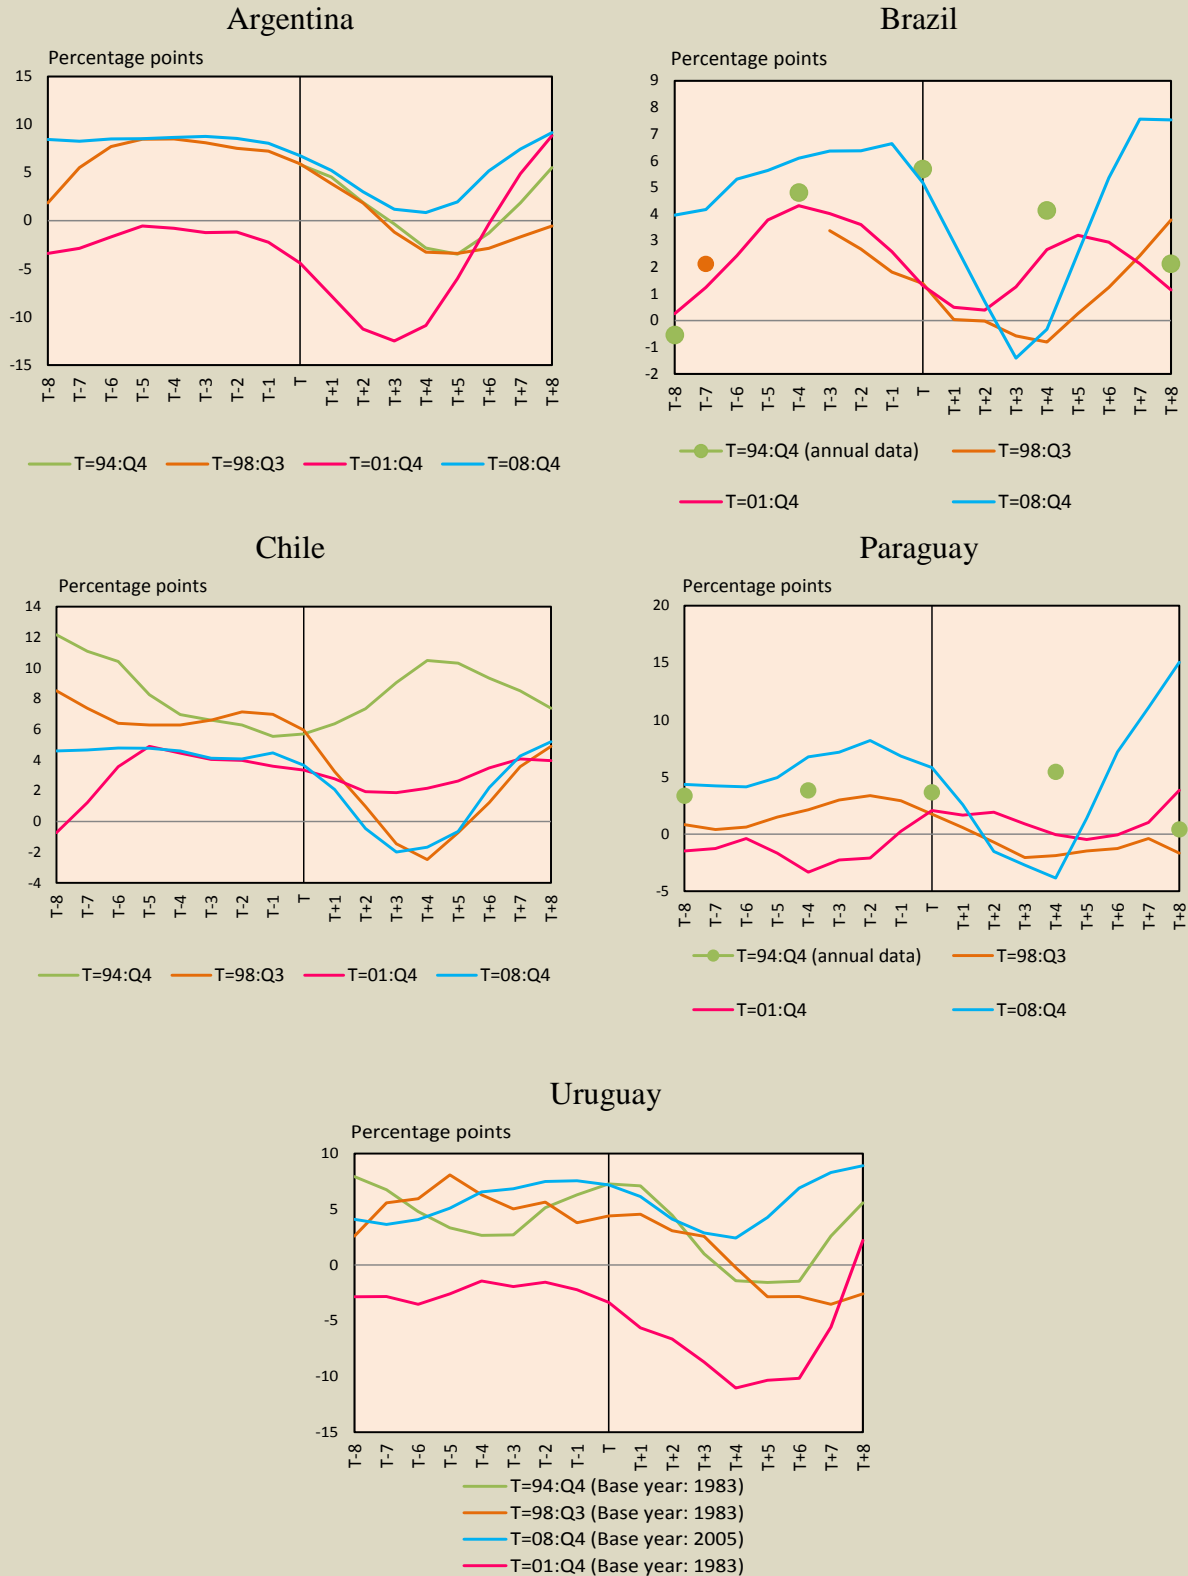 Argentina
Percentage points
15
10
5
0
-5
-10
-15
T-8 T-7 T-6 T-5 T-4 T-3 T-2 T-1 T T+1 T+2 T+3 T+4 T+5 T+6 T+7 T+8
T=94:Q4 T=98:Q3 T=01:Q4 T=08:Q4
Brazil
Percentage points
9
8
7
6
5
4
3
2
1
0
-1
-2
T-8 T-7 T-6 T-5 T-4 T-3 T-2 T-1 T T+1 T+2 T+3 T+4 T+5 T+6 T+7 T+8
T=94:Q4 (annual data) T=98:Q3
T=01:Q4 T=08:Q4
Chile
Percentage points
14
12
10
8
6
4
2
0
-2
-4
T-8 T-7 T-6 T-5 T-4 T-3 T-2 T-1 T T+1 T+2 T+3 T+4 T+5 T+6 T+7 T+8
T=94:Q4 T=98:Q3 T=01:Q4 T=08:Q4
Paraguay
Percentage points
20
15
10
5
0
-5
T-8 T-7 T-6 T-5 T-4 T-3 T-2 T-1 T T+1 T+2 T+3 T+4 T+5 T+6 T+7 T+8
T=94:Q4 (annual data) T=98:Q3
T=01:Q4 T=08:Q4
Uruguay
Percentage points
10
5
0
-5
-10
-15
T-8 T-7 T-6 T-5 T-4 T-3 T-2 T-1 T T+1 T+2 T+3 T+4 T+5 T+6 T+7 T+8
T=94:Q4 (Base year: 1983)
T=98:Q3 (Base year: 1983)
T=08:Q4 (Base year: 2005)
T=01:Q4 (Base year: 1983)